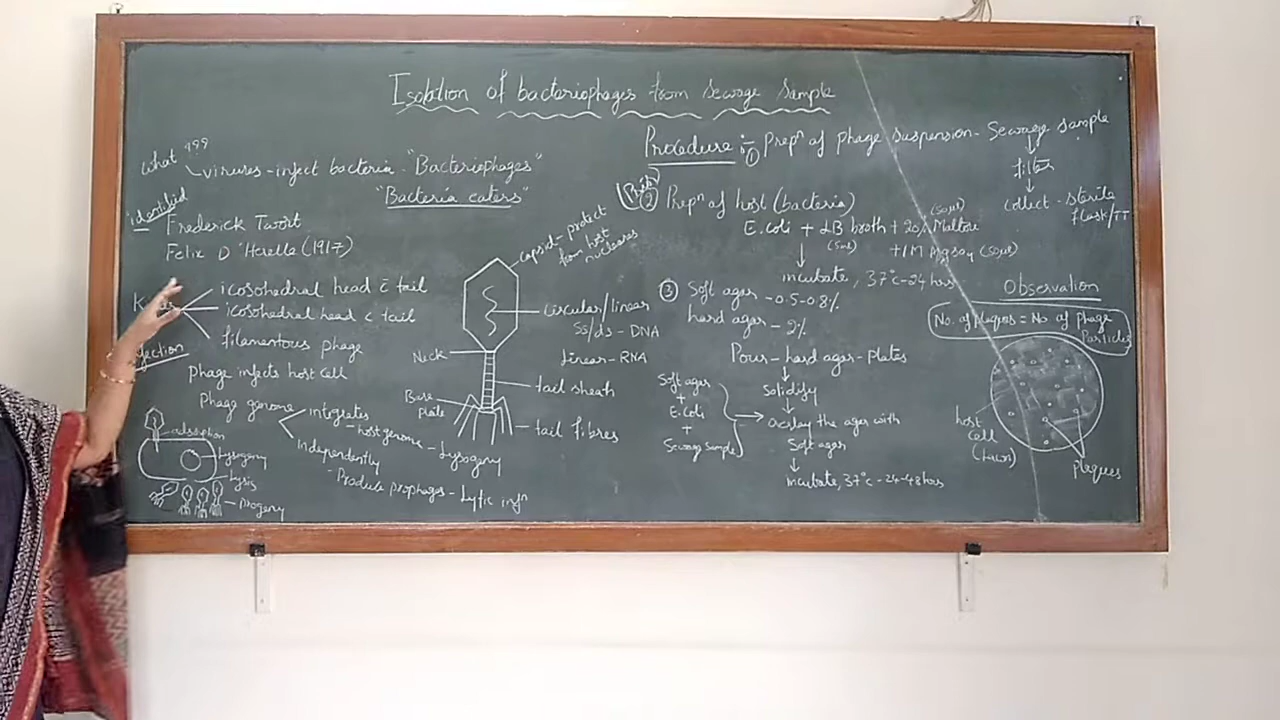 Isolation of bacteriophages from sewage sample
what ???
viruses - infect bacteria - "Bacteriophages"
"Bacteria eaters"
identified
Frederick Twort
Felix D 'Herelle (1917)
icosohedral head c̄ tail
icosohedral head c tail
filamentous phage
Phage injects host cell
Phage genome
integrates
- host genome - Lysogeny
Independently
- Produce prophages - Lytic infn
adsorption
Lysogeny
Lysis
Progeny
capsid - protect
from host
nucleases
circular/linear
SS/ds - DNA
Linear - RNA
Neck
tail sheath
Base
plate
tail fibres
Procedure :- ① Prepn of phage suspension - Sewage sample
filter
collect - sterile
flask/TT
② Prepn of host (bacteria)
E.coli + LB broth + 20% Maltose
(5ml)
(50µl)
+ 1M MgSO4 (50µl)
incubate, 37°c - 24 hrs
③ Soft agar - 0.5-0.8%
hard agar - 2%
Pour - hard agar - plates
Solidify
overlay the agar with
Soft agar
incubate, 37°c - 24-48 hrs
Soft agar
+
E.coli
+
Sewage sample
Observation
No. of plaques = No of phage
Particles
host
cell
(Lawn)
plaques